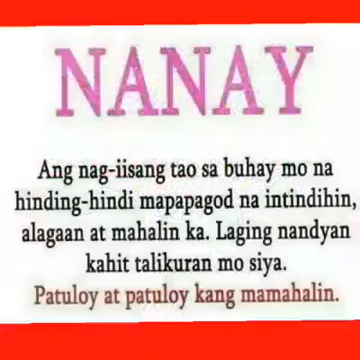 NANAY
Ang nag-iisang tao sa buhay mo na
hinding-hindi mapapagod na intindihin,
alagaan at mahalin ka. Laging nandyan
kahit talikuran mo siya.
Patuloy at patuloy kang mamahalin.